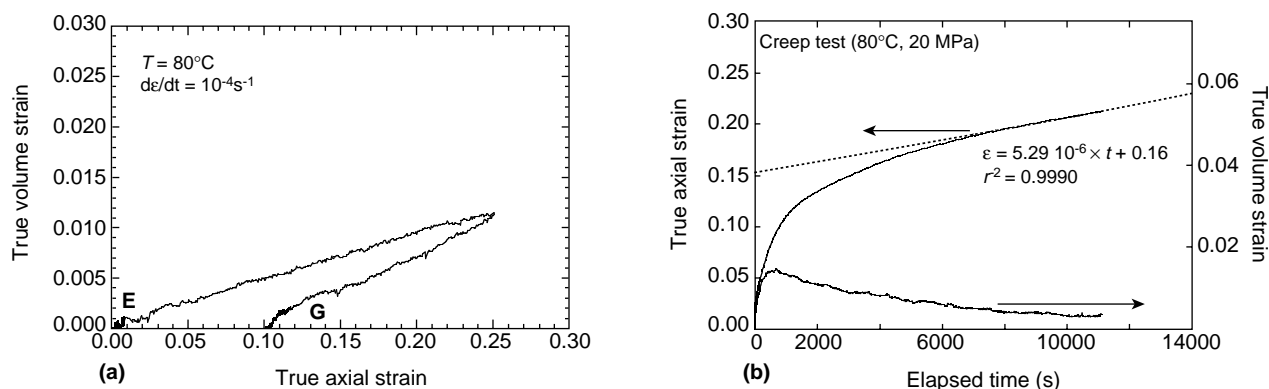 0.030
0.025
0.020
0.015
0.010
0.005
0.000
True volume strain
T = 80°C
dε/dt = 10⁻⁴s⁻¹
E
G
0.00 0.05 0.10 0.15 0.20 0.25 0.30
(a) True axial strain
0.30
0.25
0.20
0.15
0.10
0.05
0.00
True axial strain
Creep test (80°C, 20 MPa)
ε = 5.29 10⁻⁶ × t + 0.16
r² = 0.9990
0.06
0.04
0.02
0.00
True volume strain
0 2000 6000 10000 14000
(b) Elapsed time (s)